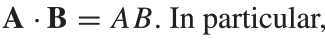 A · B = AB. In particular,